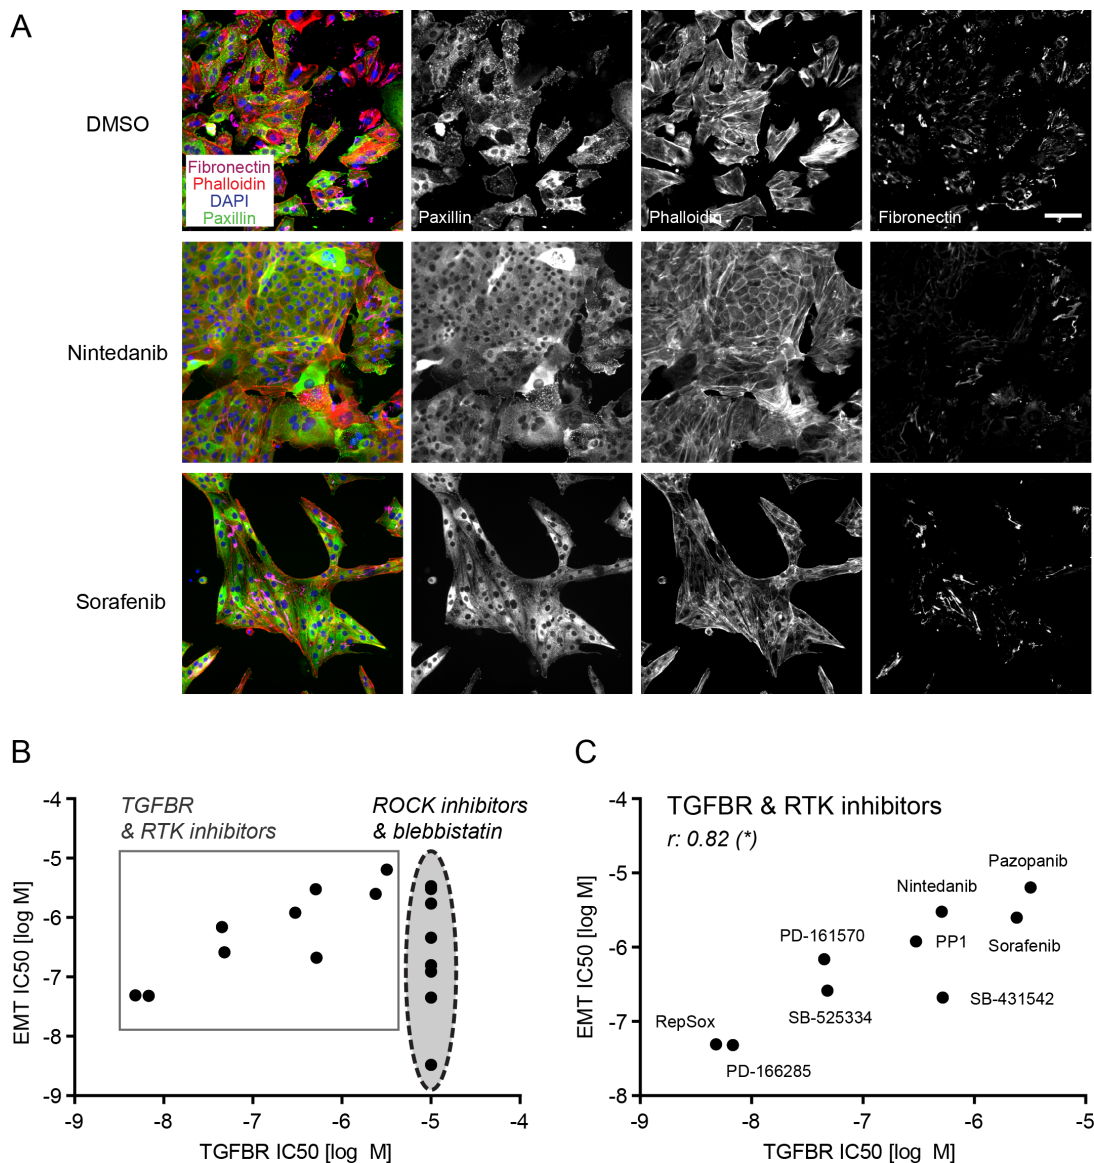 A
DMSO
Fibronectin
Phalloidin
DAPI
Paxillin
Paxillin
Phalloidin
Fibronectin
Nintedanib
Sorafenib
B
EMT IC50 [log M]
-4
-5
-6
-7
-8
-9
TGFBR
& RTK inhibitors
ROCK inhibitors
& blebbistatin
-9
-8
-7
-6
-5
-4
TGFBR IC50 [log M]
C
EMT IC50 [log M]
-4
-5
-6
-7
-8
TGFBR & RTK inhibitors
r: 0.82 (*)
Pazopanib
Nintedanib
PD-161570
PP1
Sorafenib
SB-431542
SB-525334
RepSox
PD-166285
-9
-8
-7
-6
-5
TGFBR IC50 [log M]